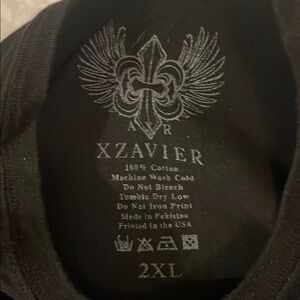 A X R
XZAVIER
100% Cotton
Machine Wash Cold
Do Not Bleach
Tumble Dry Low
Do Not Iron Print
Made in Pakistan
Printed in the USA
2XL